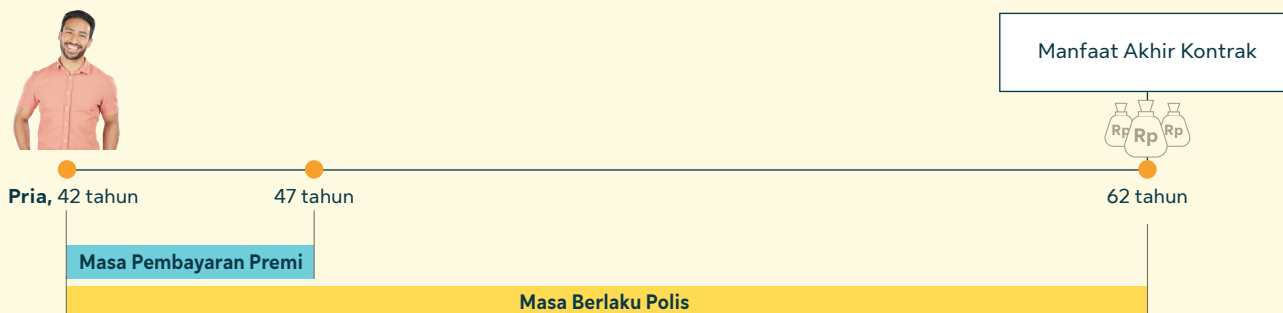 Manfaat Akhir Kontrak
Rp Rp Rp
Pria, 42 tahun
47 tahun
62 tahun
Masa Pembayaran Premi
Masa Berlaku Polis